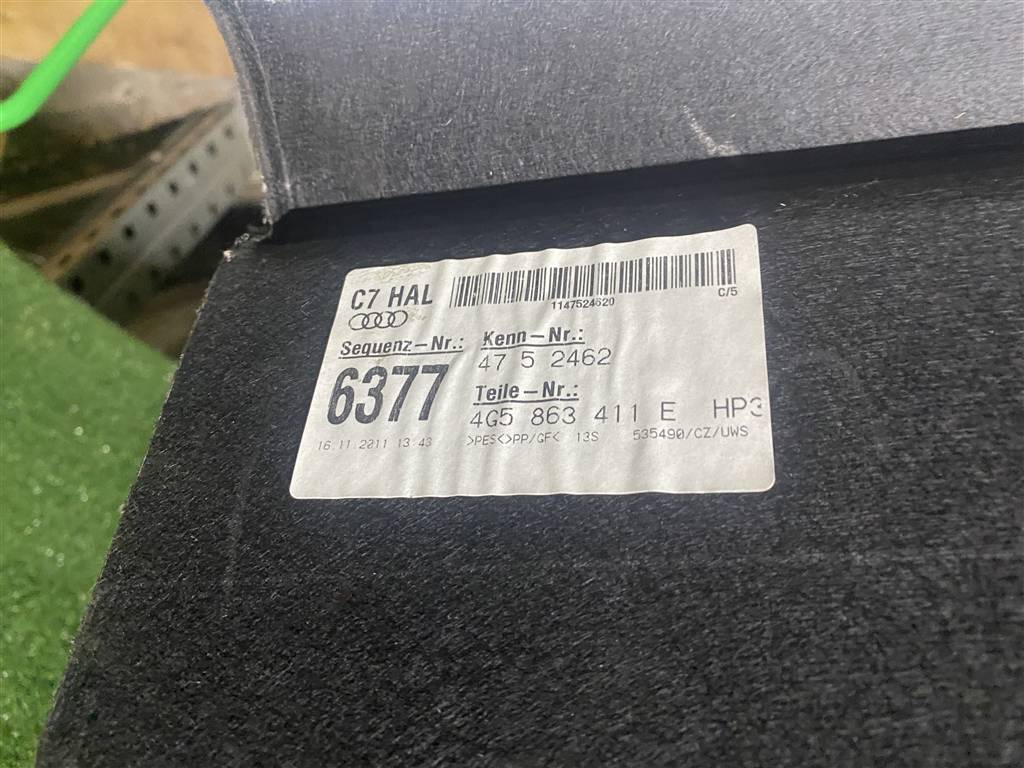 C7 HAL
1147524620
C/5
Sequenz-Nr.: Kenn-Nr.:
6377 47 5 2462
Teile-Nr.:
4G5 863 411 E HP3
16.11.2011 13:43 >PES<>PP/GF< 13S 535490/CZ/UWS